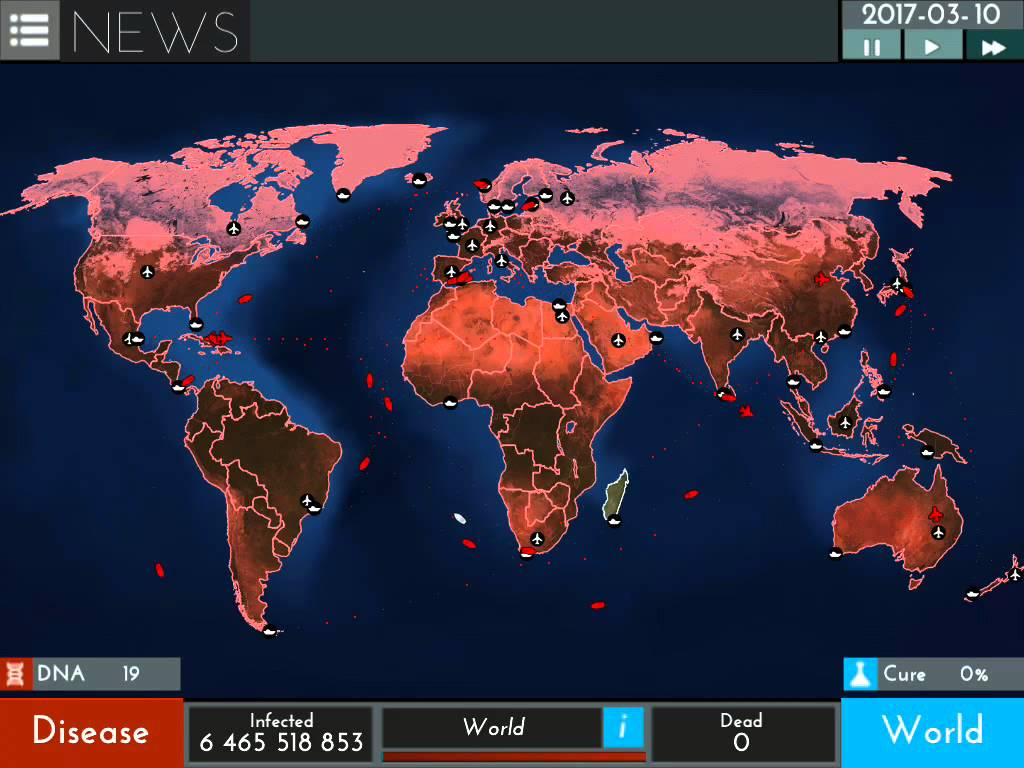 NEWS
2017-03-10
DNA 19
Cure 0%
Disease
Infected
6 465 518 853
World
i
Dead
0
World